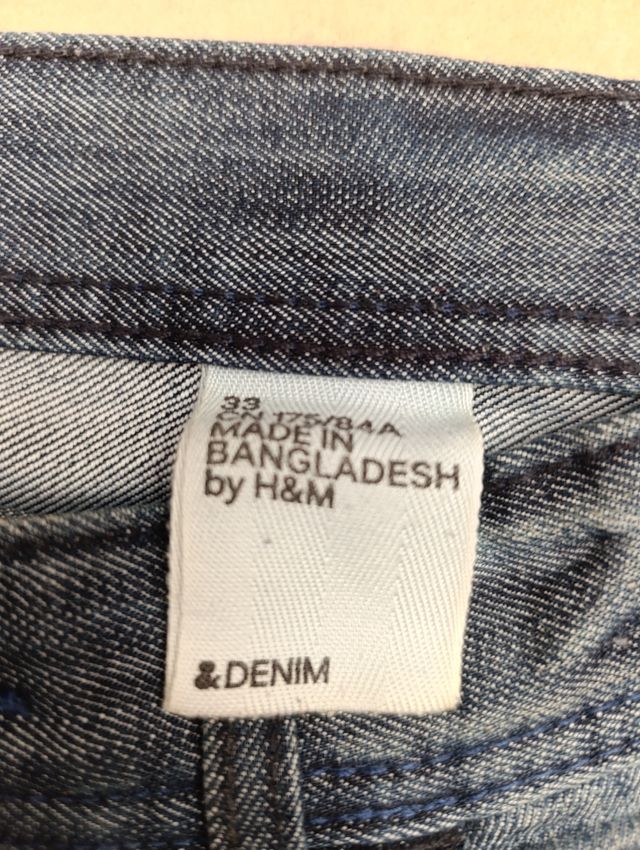 33
CN 175/84A
MADE IN
BANGLADESH
by H&M
&DENIM